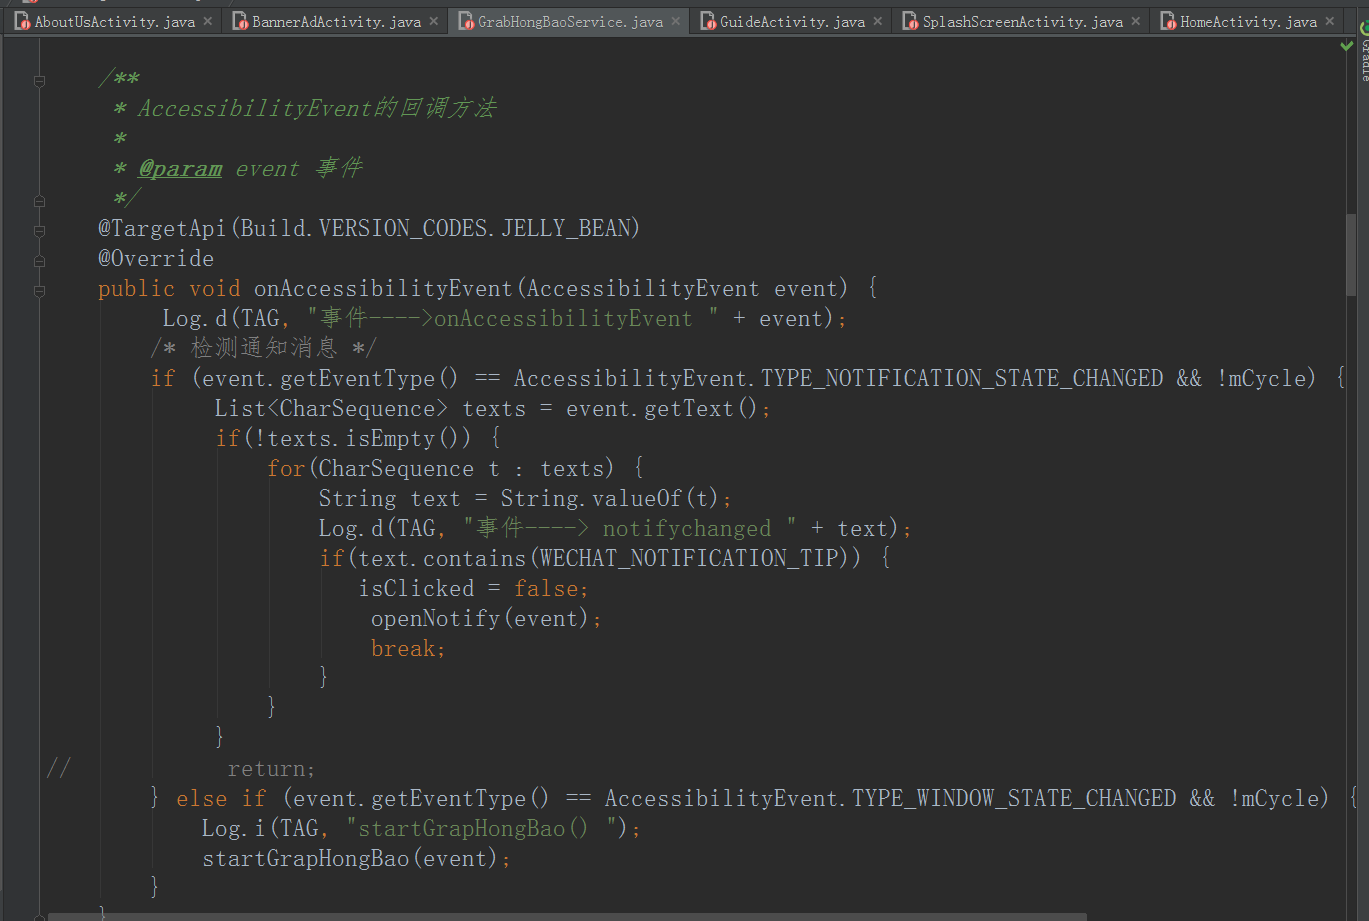 AboutUsActivity.java BannerAdActivity.java GrabHongBaoService.java GuideActivity.java SplashScreenActivity.java HomeActivity.java
Gradle
/**
* AccessibilityEvent的回调方法
*
* @param event 事件
*/
@TargetApi(Build.VERSION_CODES.JELLY_BEAN)
@Override
public void onAccessibilityEvent(AccessibilityEvent event) {
Log.d(TAG, "事件---->onAccessibilityEvent " + event);
/* 检测通知消息 */
if (event.getEventType() == AccessibilityEvent.TYPE_NOTIFICATION_STATE_CHANGED && !mCycle) {
List<CharSequence> texts = event.getText();
if(!texts.isEmpty()) {
for(CharSequence t : texts) {
String text = String.valueOf(t);
Log.d(TAG, "事件----> notifychanged " + text);
if(text.contains(WECHAT_NOTIFICATION_TIP)) {
isClicked = false;
openNotify(event);
break;
}
}
}
// return;
} else if (event.getEventType() == AccessibilityEvent.TYPE_WINDOW_STATE_CHANGED && !mCycle) {
Log.i(TAG, "startGrapHongBao() ");
startGrapHongBao(event);
}
}